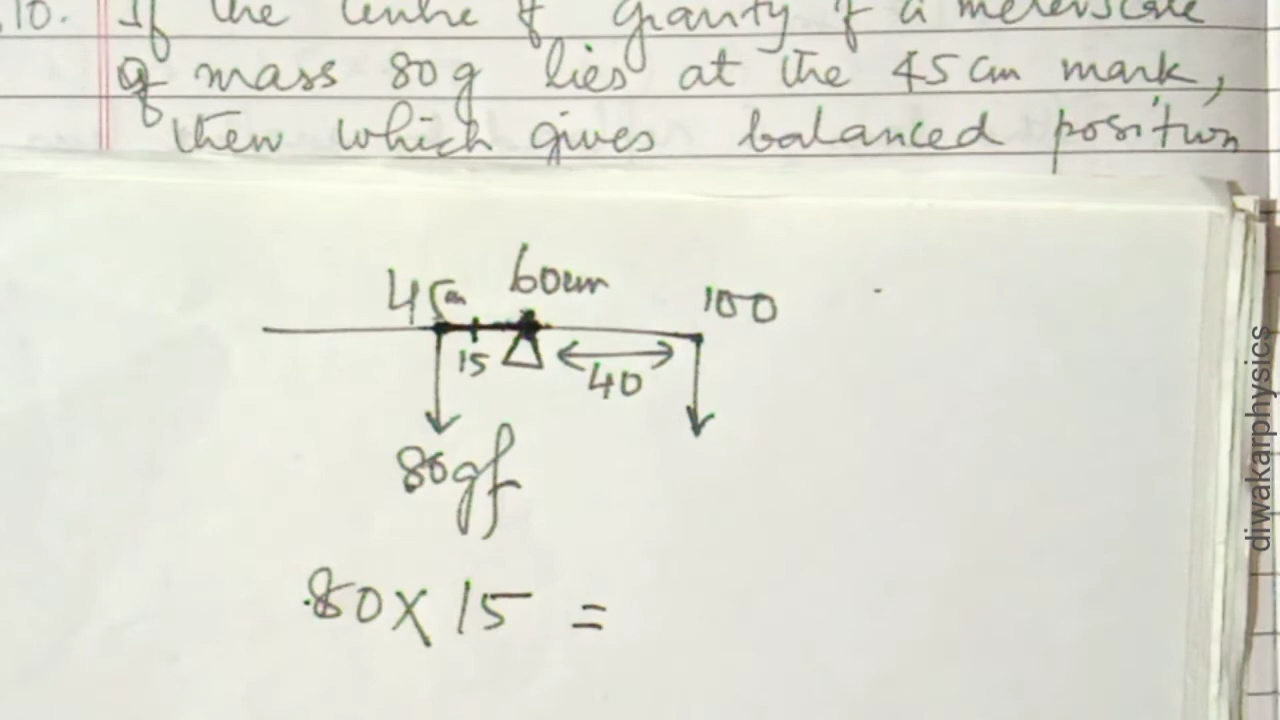 .10. If the Centre of gravity of a meterscale
of mass 80g lies at the 45cm mark,
then which gives balanced position
45cm 60cm 100
15 40
80gf
80 X 15 =
diwakarphysics